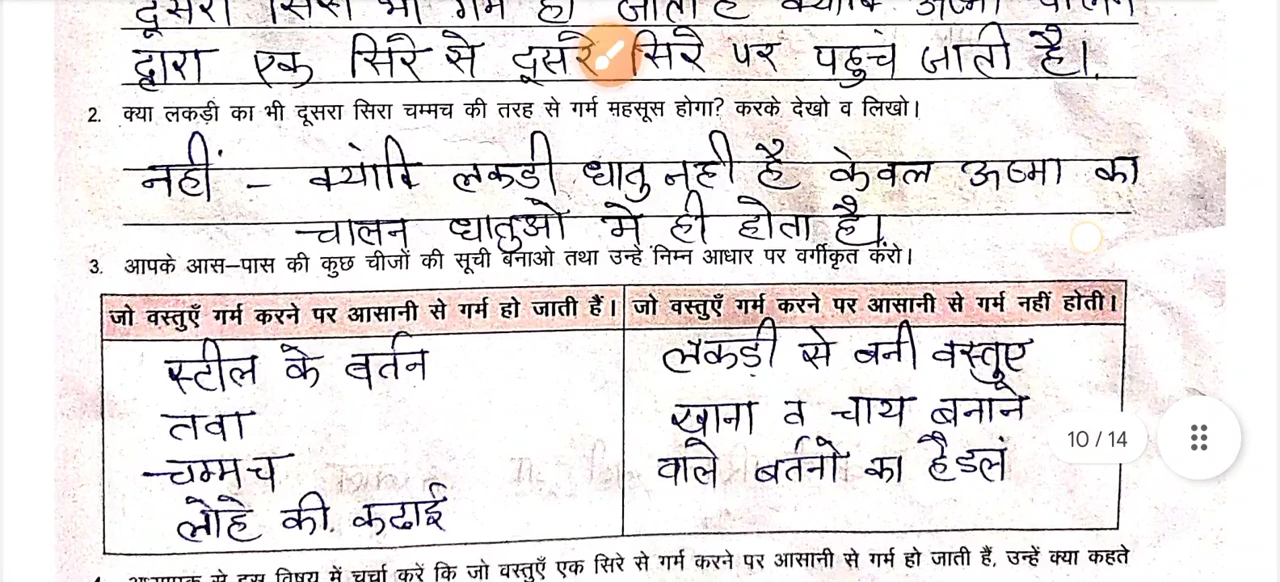 दूसरा सिरा भी गर्म हो जाता है क्योंकि ऊष्मा चालन
द्वारा एक सिरे से दूसरे सिरे पर पहुचं जाती है।
2. क्या लकड़ी का भी दूसरा सिरा चम्मच की तरह से गर्म महसूस होगा? करके देखो व लिखो।
नहीं – क्योकि लकडी धातु नही है केवल ऊष्मा का
चालन धातुओं मे ही होता है।
3. आपके आस–पास की कुछ चीजों की सूची बनाओ तथा उन्हें निम्न आधार पर वर्गीकृत करो।
जो वस्तुएँ गर्म करने पर आसानी से गर्म हो जाती हैं। जो वस्तुएँ गर्म करने पर आसानी से गर्म नहीं होती।
स्टील के बर्तन
तवा
चम्मच
लोहे की कढाई
लकड़ी से बनी वस्तुए
खाना व चाय बनाने
वाले बर्तनो का हैडलं
10 / 14
अध्यापक से इस विषय में चर्चा करें कि जो वस्तुएँ एक सिरे से गर्म करने पर आसानी से गर्म हो जाती हैं, उन्हें क्या कहते